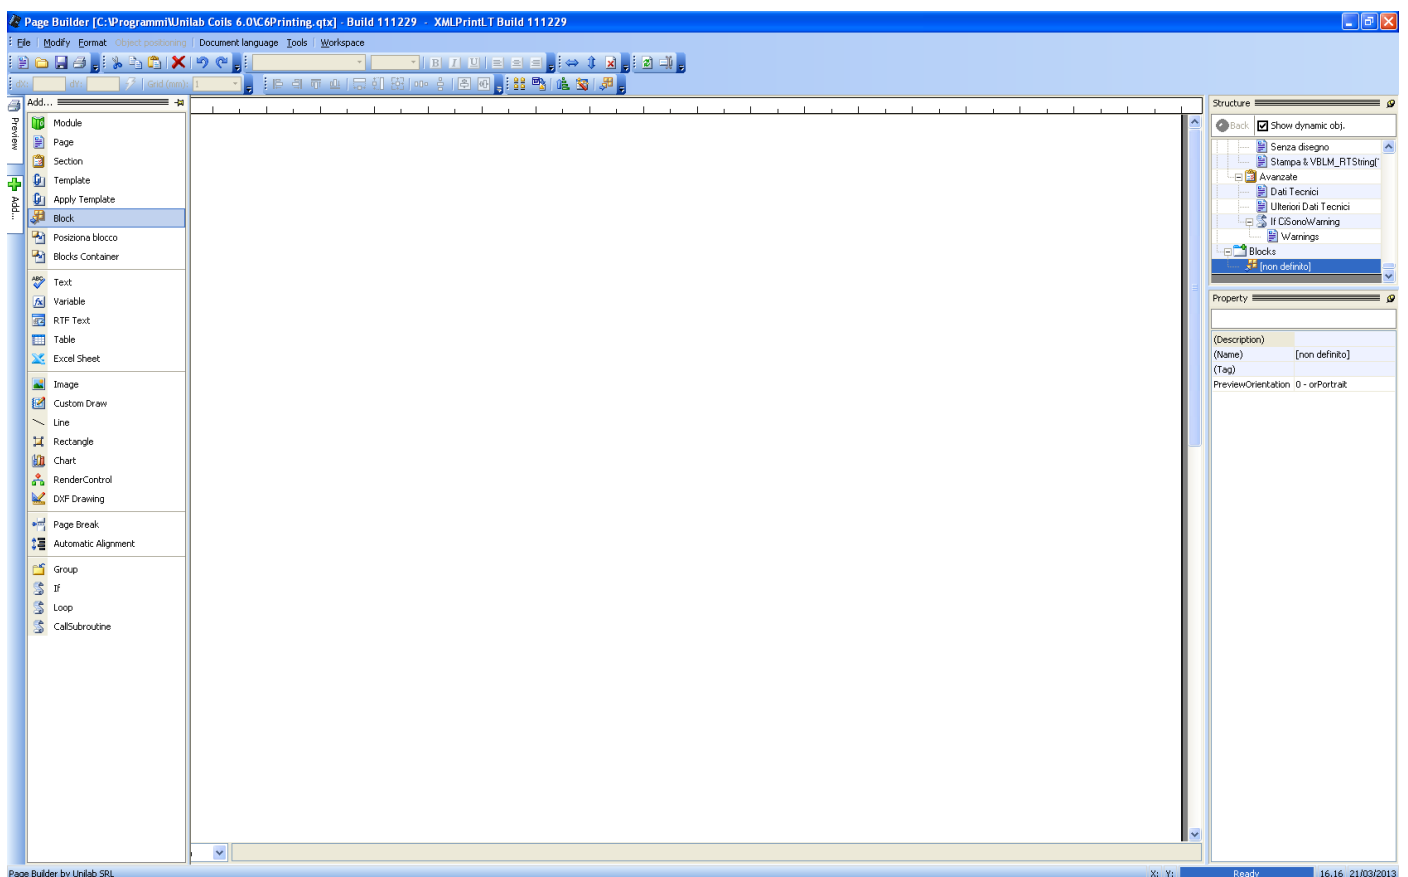 Page Builder [C:\Programmi\Unilab Coils 6.0\C6Printing.qtx] - Build 111229 - XMLPrintLT Build 111229
File Modify Format Object positioning Document language Tools Workspace
B I U
dX: dY: Grid (mm): 1
Add...
Preview
Add...
Module
Page
Section
Template
Apply Template
Block
Posiziona blocco
Blocks Container
Text
Variable
RTF Text
Table
Excel Sheet
Image
Custom Draw
Line
Rectangle
Chart
RenderControl
DXF Drawing
Page Break
Automatic Alignment
Group
If
Loop
CallSubroutine
Structure
Back Show dynamic obj.
Senza disegno
Stampa & VBLM_RTString("
Avanzate
Dati Tecnici
Ulteriori Dati Tecnici
If CiSonoWarning
Warnings
Blocks
[non definito]
Property
(Description)
(Name) [non definito]
(Tag)
PreviewOrientation 0 - orPortrait
Page Builder by Unilab SRL X: Y: Ready 16.16 21/03/2013